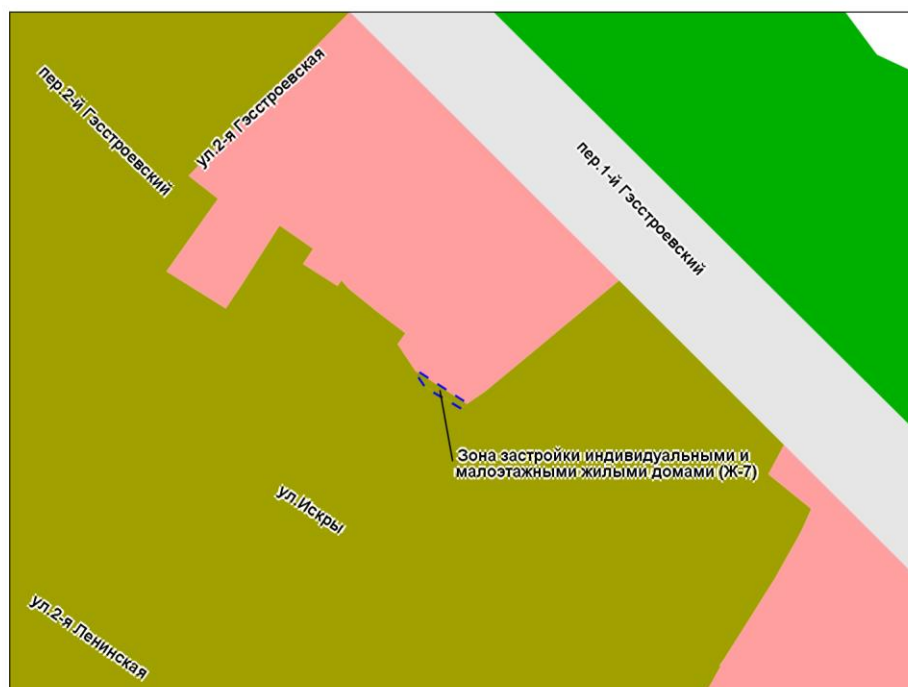 пер.2-й Гэсстроевский
ул.2-я Гэсстроевская
пер.1-й Гэсстроевский
Зона застройки индивидуальными и
малоэтажными жилыми домами (Ж-7)
ул.Искры
ул.2-я Ленинская